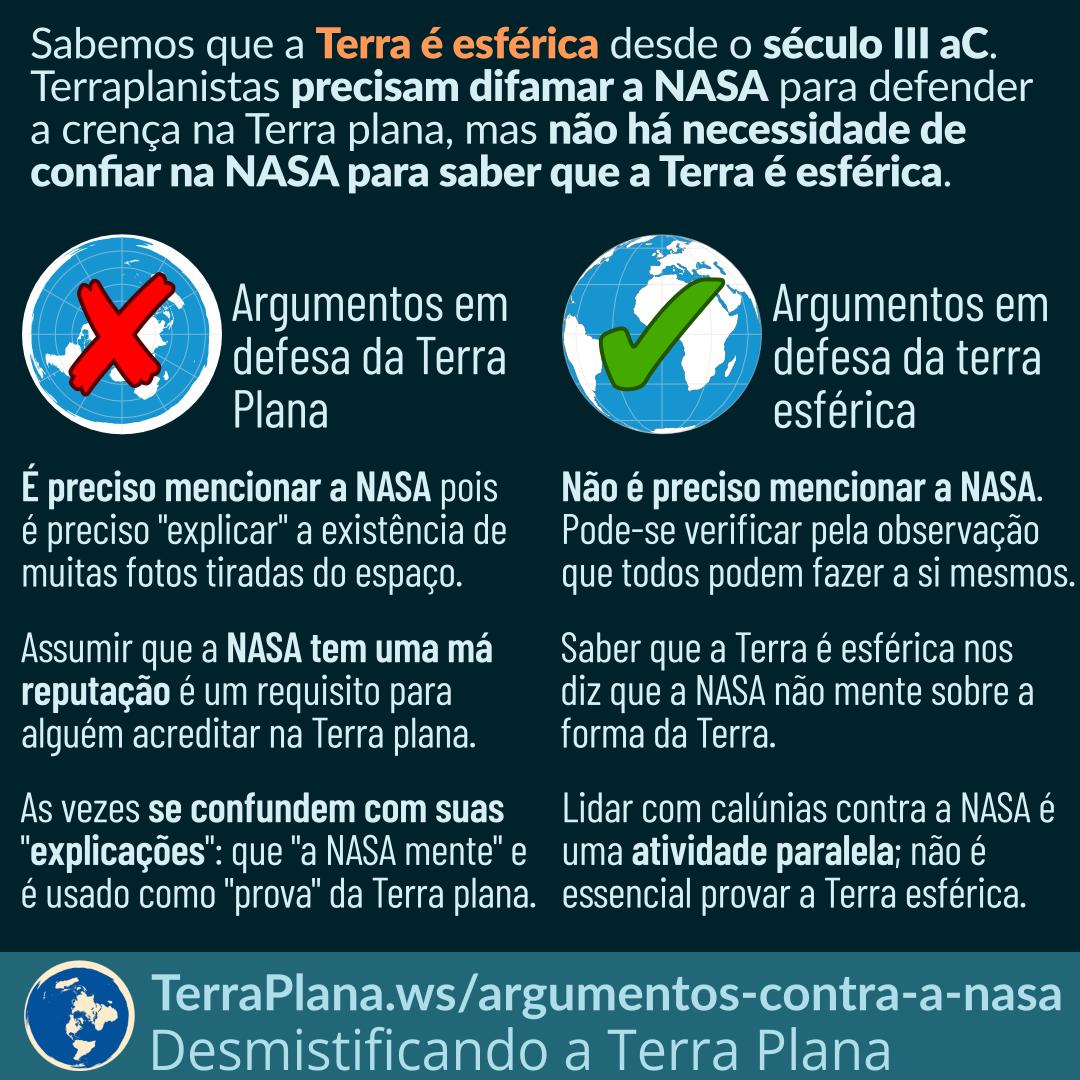 Sabemos que a Terra é esférica desde o século III aC.
Terraplanistas precisam difamar a NASA para defender
a crença na Terra plana, mas não há necessidade de
confiar na NASA para saber que a Terra é esférica.
Argumentos em
defesa da Terra
Plana
É preciso mencionar a NASA pois
é preciso "explicar" a existência de
muitas fotos tiradas do espaço.
Assumir que a NASA tem uma má
reputação é um requisito para
alguém acreditar na Terra plana.
As vezes se confundem com suas
"explicações": que "a NASA mente" e
é usado como "prova" da Terra plana.
Argumentos em
defesa da terra
esférica
Não é preciso mencionar a NASA.
Pode-se verificar pela observação
que todos podem fazer a si mesmos.
Saber que a Terra é esférica nos
diz que a NASA não mente sobre a
forma da Terra.
Lidar com calúnias contra a NASA é
uma atividade paralela; não é
essencial provar a Terra esférica.
TerraPlana.ws/argumentos-contra-a-nasa
Desmistificando a Terra Plana